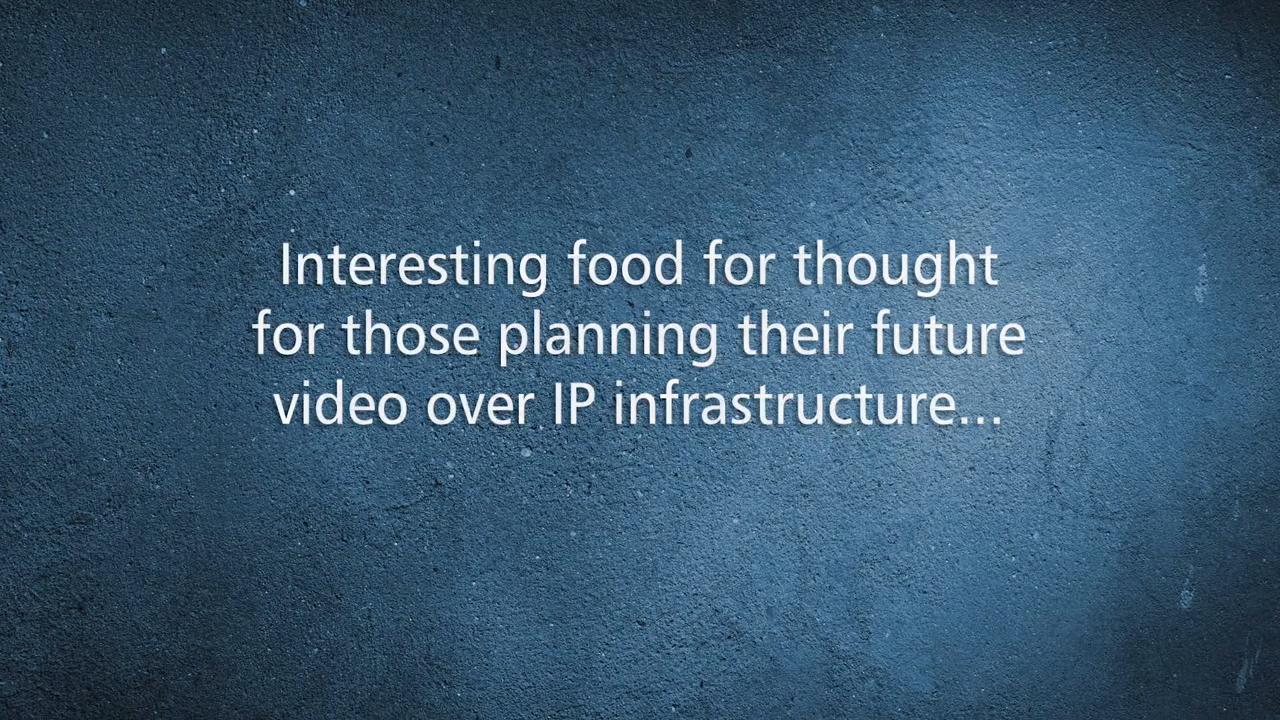 Interesting food for thought
for those planning their future
video over IP infrastructure...